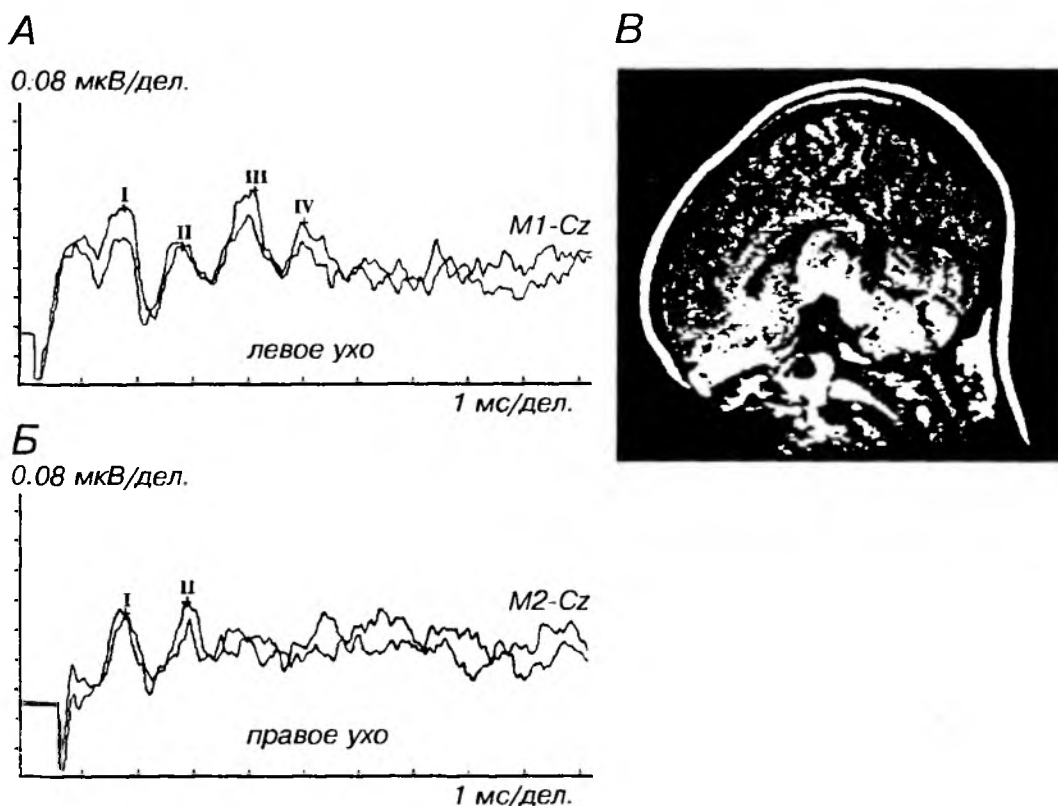 А
0.08 мкВ/дел.
I
II
III
IV
M1-Cz
левое ухо
1 мс/дел.
Б
0.08 мкВ/дел.
I
II
M2-Cz
правое ухо
1 мс/дел.
В